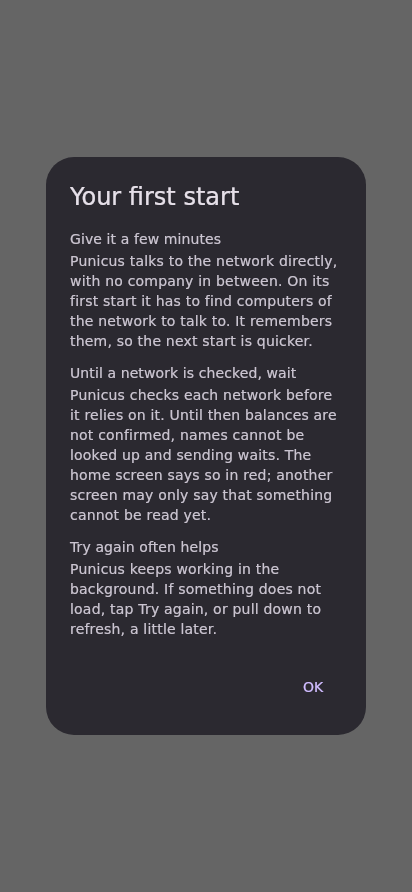 Your first start
Give it a few minutes
Punicus talks to the network directly,
with no company in between. On its
first start it has to find computers of
the network to talk to. It remembers
them, so the next start is quicker.
Until a network is checked, wait
Punicus checks each network before
it relies on it. Until then balances are
not confirmed, names cannot be
looked up and sending waits. The
home screen says so in red; another
screen may only say that something
cannot be read yet.
Try again often helps
Punicus keeps working in the
background. If something does not
load, tap Try again, or pull down to
refresh, a little later.
OK